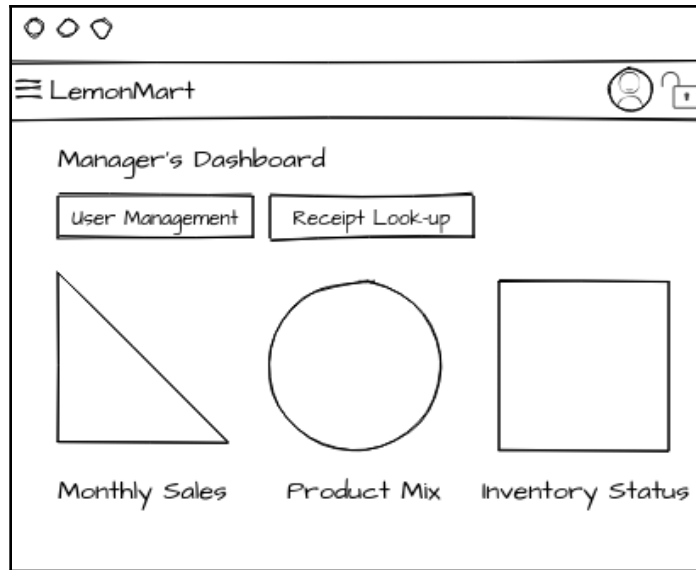 LemonMart
Manager's Dashboard
User Management Receipt Look-up
Monthly Sales Product Mix Inventory Status